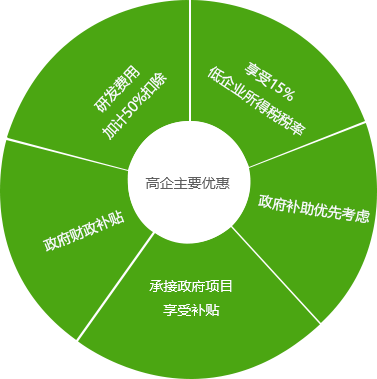 高企主要优惠
享受15%
低企业所得税税率
政府补助优先考虑
承接政府项目
享受补贴
政府财政补贴
研发费用
加计50%扣除